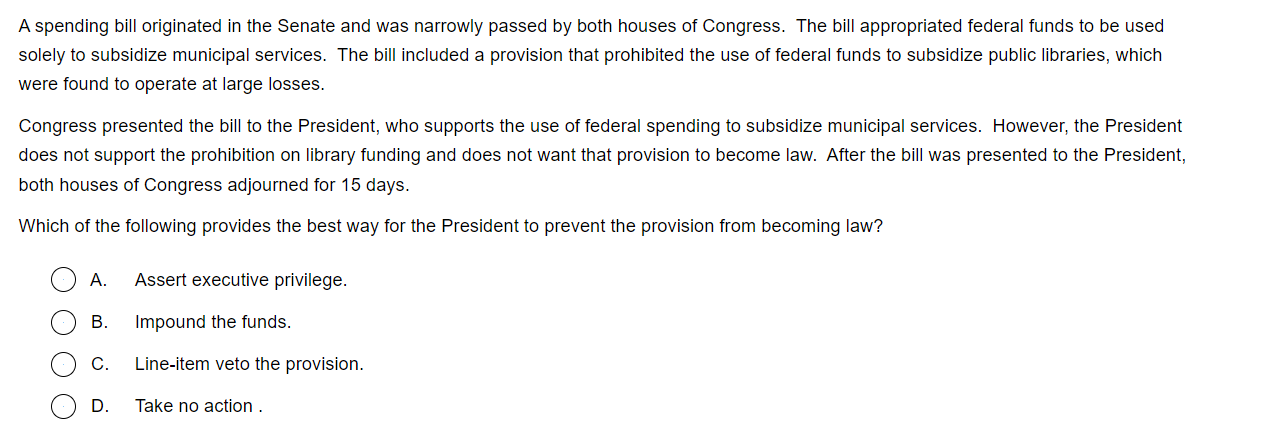 A spending bill originated in the Senate and was narrowly passed by both houses of Congress.  The bill appropriated federal funds to be used
solely to subsidize municipal services.  The bill included a provision that prohibited the use of federal funds to subsidize public libraries, which
were found to operate at large losses.
Congress presented the bill to the President, who supports the use of federal spending to subsidize municipal services.  However, the President
does not support the prohibition on library funding and does not want that provision to become law.  After the bill was presented to the President,
both houses of Congress adjourned for 15 days.
Which of the following provides the best way for the President to prevent the provision from becoming law?
A. Assert executive privilege.
B. Impound the funds.
C. Line-item veto the provision.
D. Take no action .